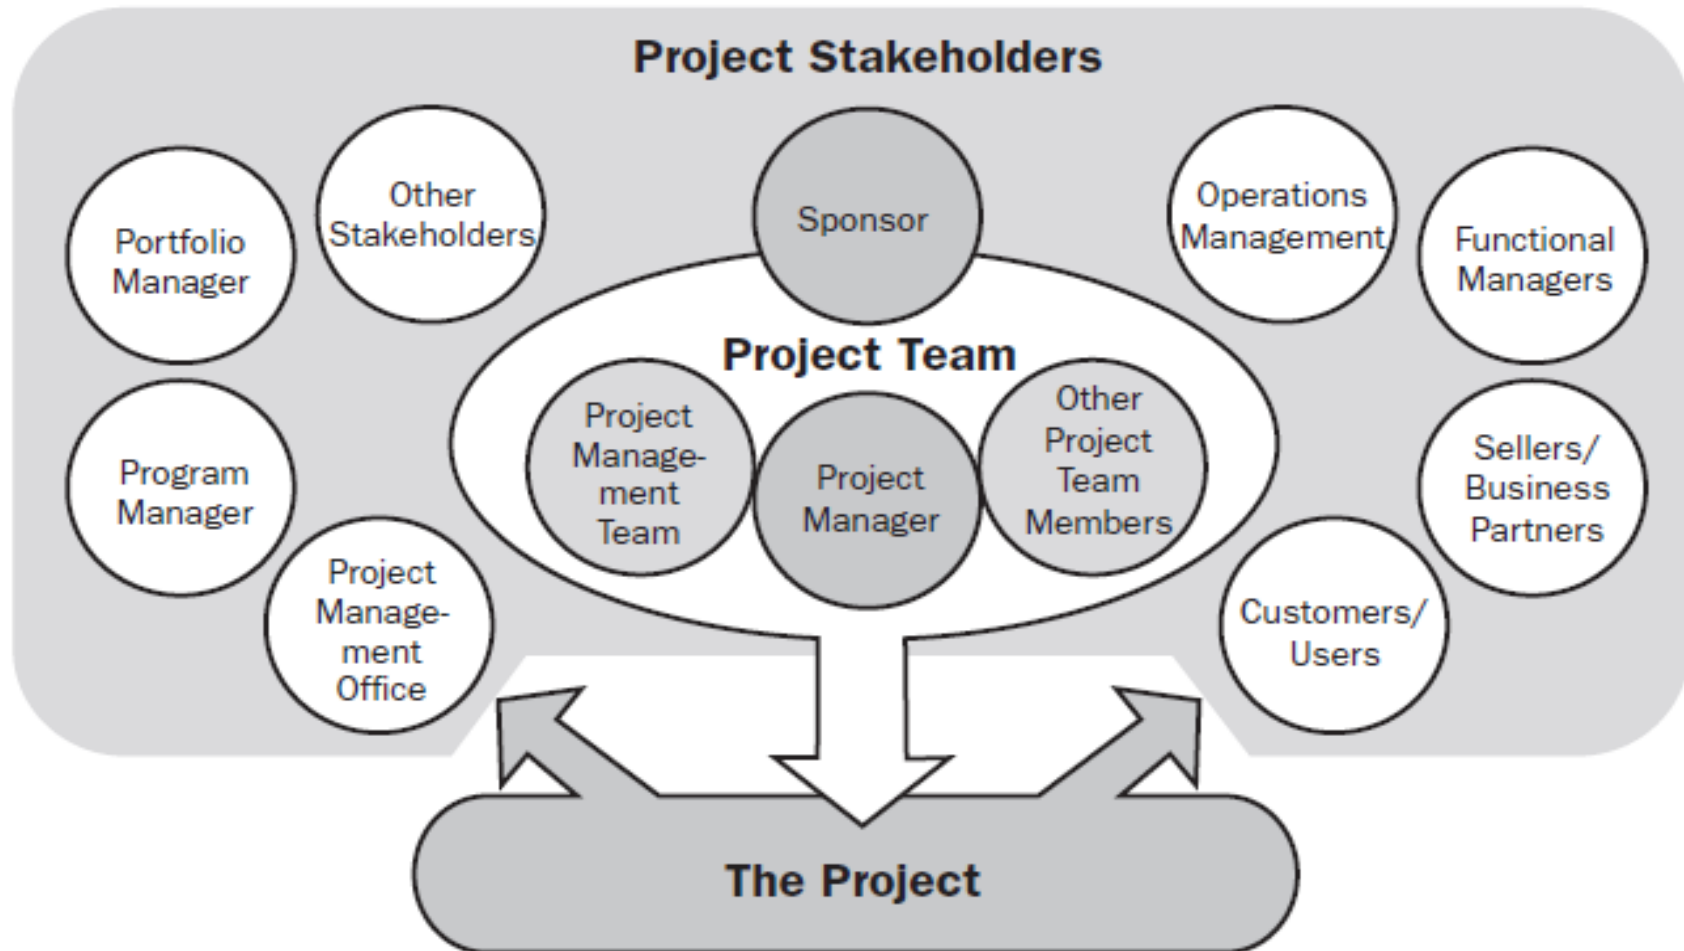 Project Stakeholders
Other
Stakeholders
Portfolio
Manager
Sponsor
Operations
Management
Functional
Managers
Project Team
Program
Manager
Project
Manage-
ment
Team
Project
Manager
Other
Project
Team
Members
Sellers/
Business
Partners
Project
Manage-
ment
Office
Customers/
Users
The Project